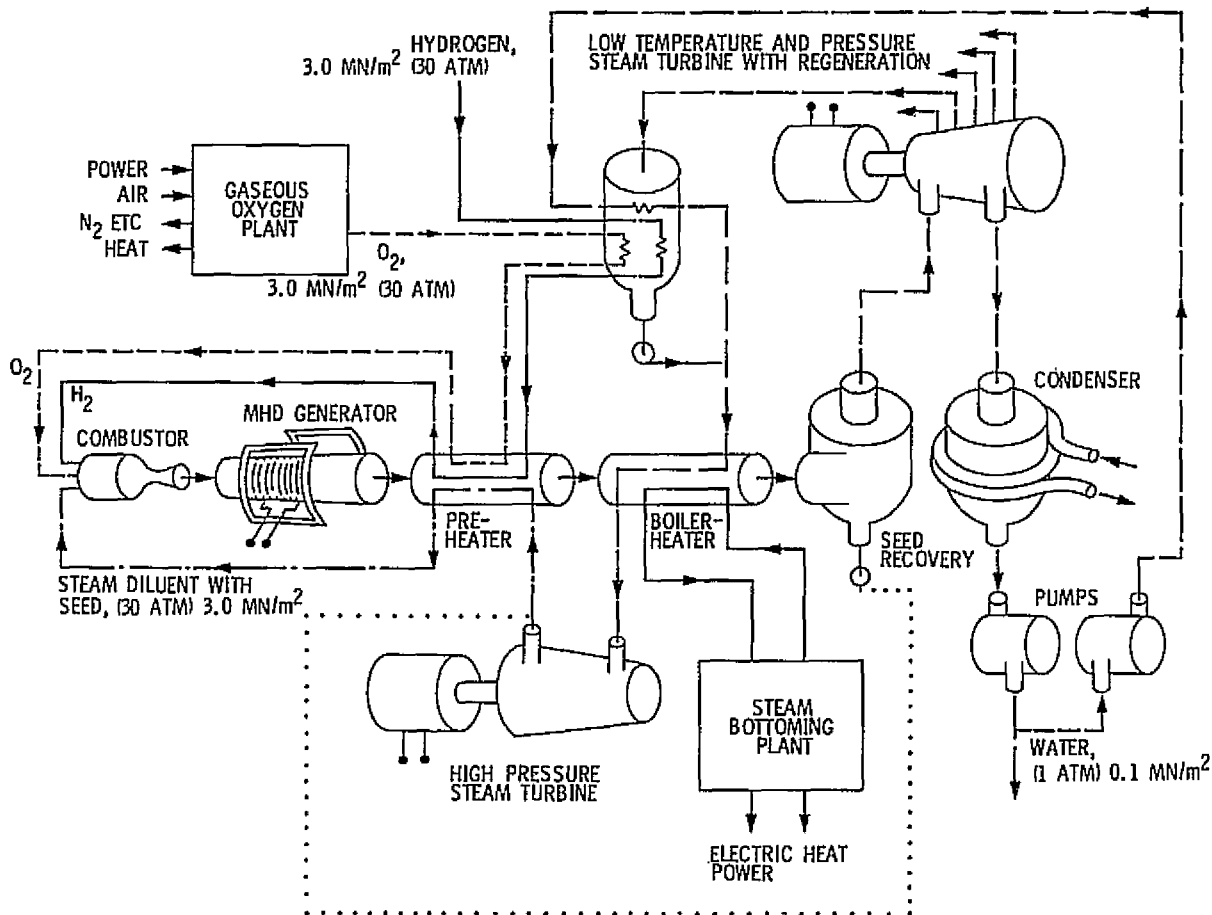 HYDROGEN,
3.0 MN/m² (30 ATM)
LOW TEMPERATURE AND PRESSURE
STEAM TURBINE WITH REGENERATION
POWER
AIR
N₂ ETC
HEAT
GASEOUS
OXYGEN
PLANT
O₂,
3.0 MN/m² (30 ATM)
O₂
H₂
MHD GENERATOR
COMBUSTOR
CONDENSER
PRE-
HEATER
BOILER-
HEATER
SEED
RECOVERY
STEAM DILUENT WITH
SEED, (30 ATM) 3.0 MN/m²
PUMPS
STEAM
BOTTOMING
PLANT
WATER,
(1 ATM) 0.1 MN/m²
HIGH PRESSURE
STEAM TURBINE
ELECTRIC HEAT
POWER